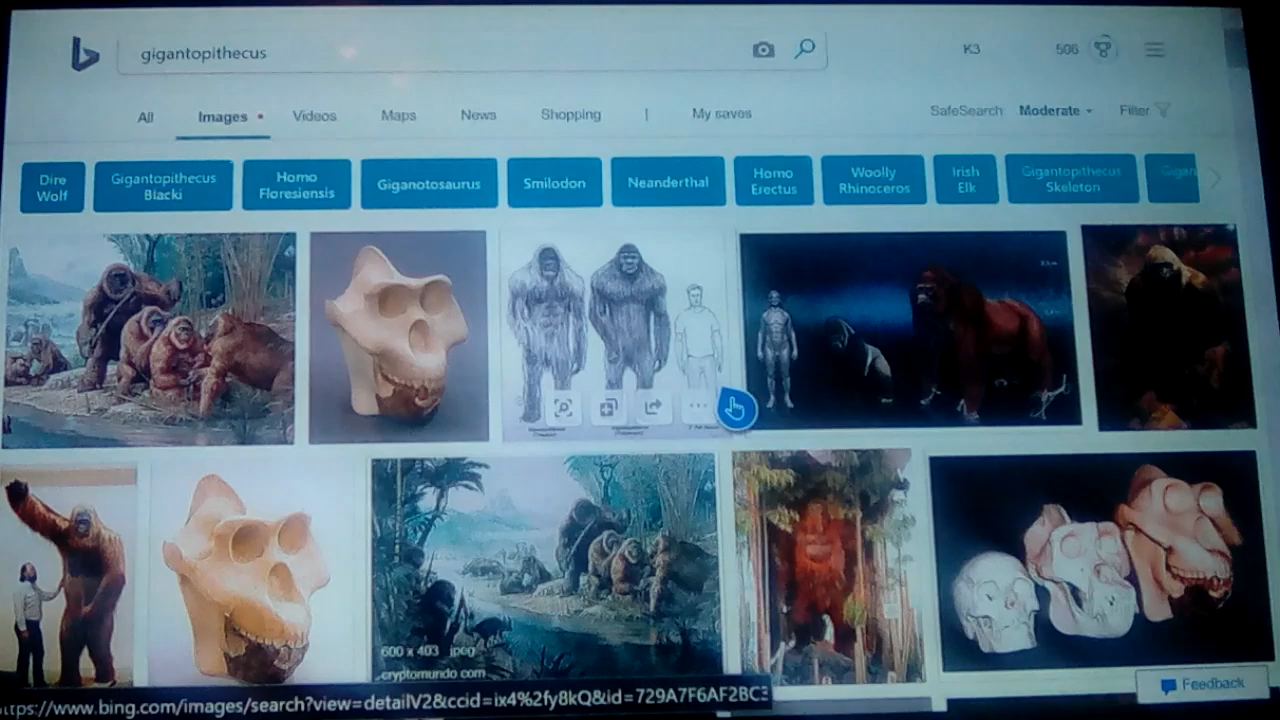 gigantopithecus
K3
506
All
Images
Videos
Maps
News
Shopping
|
My saves
SafeSearch
Moderate
Filter
Dire
Wolf
Gigantopithecus
Blacki
Homo
Floresiensis
Giganotosaurus
Smilodon
Neanderthal
Homo
Erectus
Woolly
Rhinoceros
Irish
Elk
Gigantopithecus
Skeleton
Gigan
600 x 403 jpeg
cryptomundo.com
ttps://www.bing.com/images/search?view=detailV2&ccid=ix4%2fy8kQ&id=729A7F6AF2BC3
Feedback